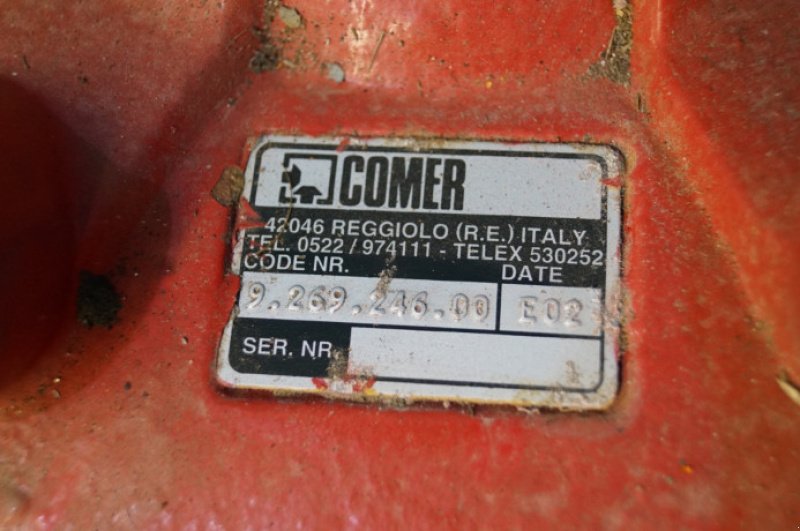 COMER
42046 REGGIOLO (R.E.) ITALY
TEL. 0522 / 974111 - TELEX 530252
CODE NR. DATE
9.269.246.00 E02
SER. NR.